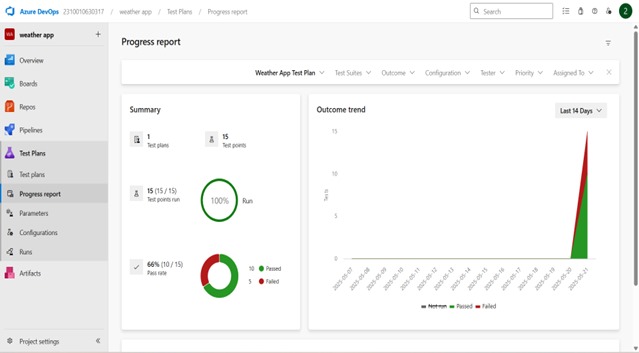 Azure DevOps 2310010630317 / weather app / Test Plans / Progress report
Search
2
WA weather app +
Overview
Boards
Repos
Pipelines
Test Plans
Test plans
Progress report
Parameters
Configurations
Runs
Artifacts
Project settings
Progress report
Weather App Test Plan Test Suites Outcome Configuration Tester Priority Assigned To
Summary
1
Test plans
15
Test points
15 (15 / 15)
Test points run
100%
Run
66% (10 / 15)
Pass rate
10 Passed
5 Failed
Outcome trend
Last 14 Days
15
10
5
0
Tests
2025-05-07
2025-05-08
2025-05-09
2025-05-10
2025-05-11
2025-05-12
2025-05-13
2025-05-14
2025-05-15
2025-05-16
2025-05-17
2025-05-18
2025-05-19
2025-05-20
2025-05-21
Not run Passed Failed